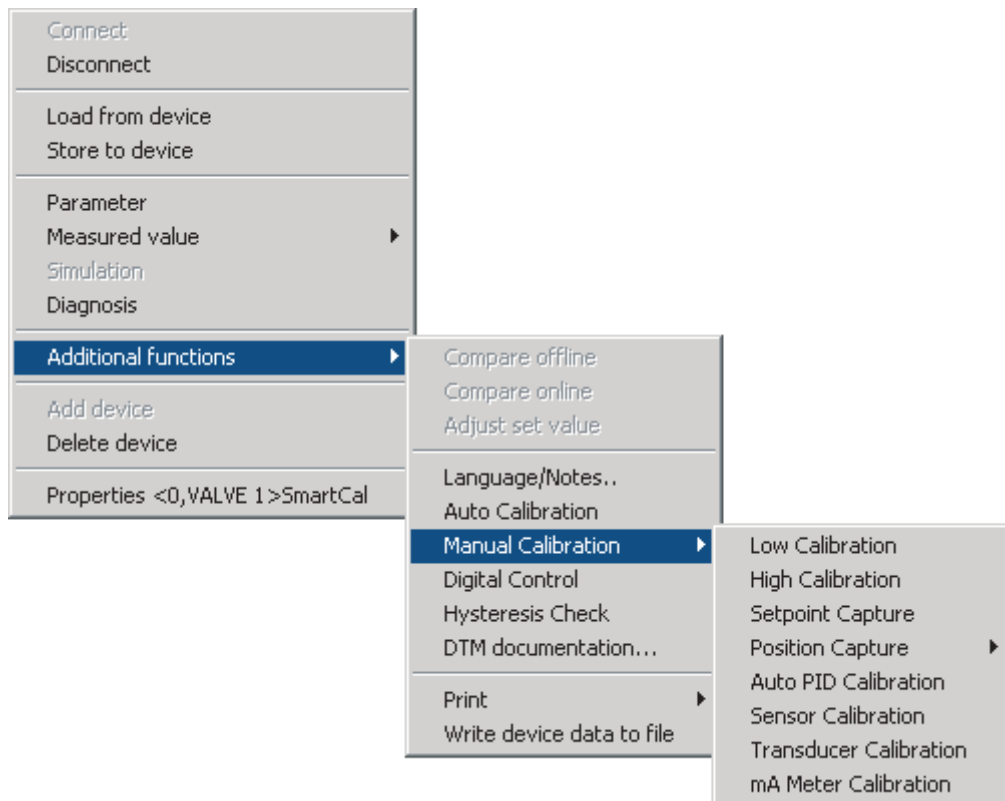 Connect
Disconnect
Load from device
Store to device
Parameter
Measured value
Simulation
Diagnosis
Additional functions
Add device
Delete device
Properties <0,VALVE 1>SmartCal
Compare offline
Compare online
Adjust set value
Language/Notes..
Auto Calibration
Manual Calibration
Digital Control
Hysteresis Check
DTM documentation...
Print
Write device data to file
Low Calibration
High Calibration
Setpoint Capture
Position Capture
Auto PID Calibration
Sensor Calibration
Transducer Calibration
mA Meter Calibration